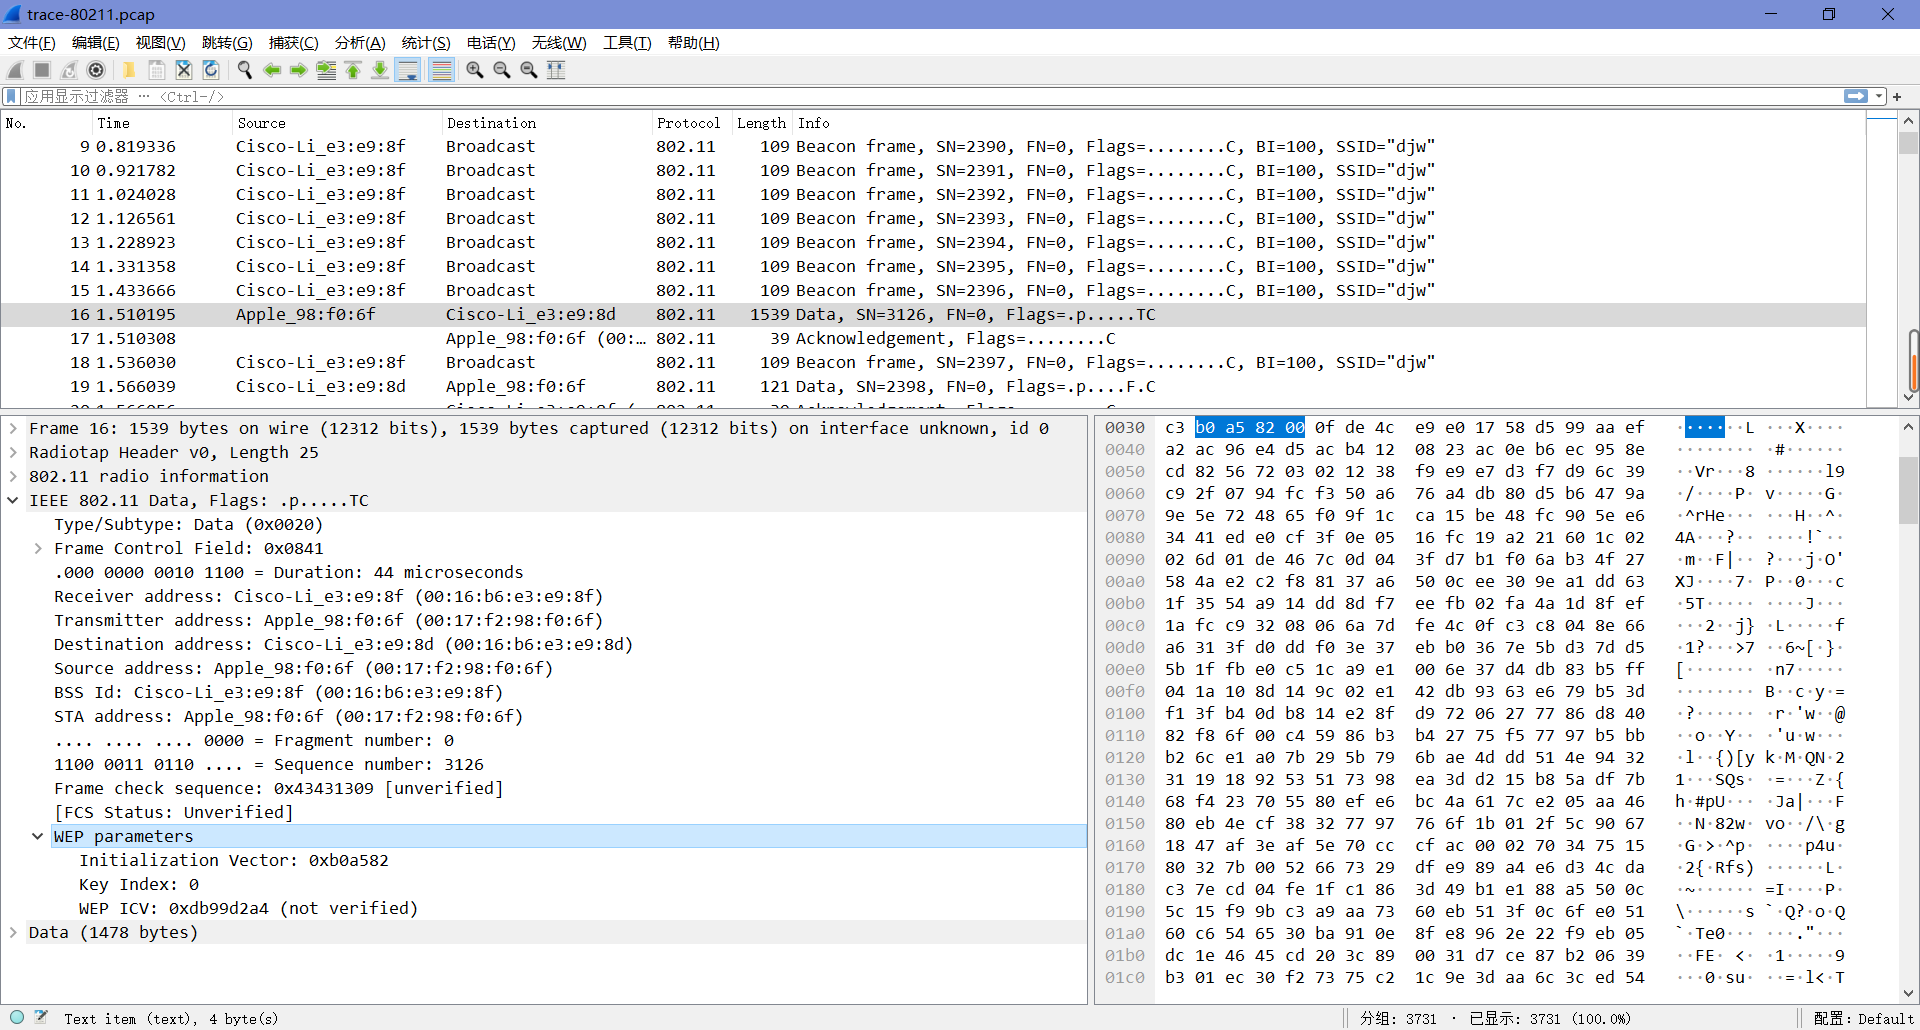 trace-80211.pcap
文件(F) 编辑(E) 视图(V) 跳转(G) 捕获(C) 分析(A) 统计(S) 电话(Y) 无线(W) 工具(T) 帮助(H)
应用显示过滤器 … <Ctrl-/>
No. Time Source Destination Protocol Length Info
9 0.819336 Cisco-Li_e3:e9:8f Broadcast 802.11 109 Beacon frame, SN=2390, FN=0, Flags=........C, BI=100, SSID="djw"
10 0.921782 Cisco-Li_e3:e9:8f Broadcast 802.11 109 Beacon frame, SN=2391, FN=0, Flags=........C, BI=100, SSID="djw"
11 1.024028 Cisco-Li_e3:e9:8f Broadcast 802.11 109 Beacon frame, SN=2392, FN=0, Flags=........C, BI=100, SSID="djw"
12 1.126561 Cisco-Li_e3:e9:8f Broadcast 802.11 109 Beacon frame, SN=2393, FN=0, Flags=........C, BI=100, SSID="djw"
13 1.228923 Cisco-Li_e3:e9:8f Broadcast 802.11 109 Beacon frame, SN=2394, FN=0, Flags=........C, BI=100, SSID="djw"
14 1.331358 Cisco-Li_e3:e9:8f Broadcast 802.11 109 Beacon frame, SN=2395, FN=0, Flags=........C, BI=100, SSID="djw"
15 1.433666 Cisco-Li_e3:e9:8f Broadcast 802.11 109 Beacon frame, SN=2396, FN=0, Flags=........C, BI=100, SSID="djw"
16 1.510195 Apple_98:f0:6f Cisco-Li_e3:e9:8d 802.11 1539 Data, SN=3126, FN=0, Flags=.p.....TC
17 1.510308 Apple_98:f0:6f (00:… 802.11 39 Acknowledgement, Flags=........C
18 1.536030 Cisco-Li_e3:e9:8f Broadcast 802.11 109 Beacon frame, SN=2397, FN=0, Flags=........C, BI=100, SSID="djw"
19 1.566039 Cisco-Li_e3:e9:8d Apple_98:f0:6f 802.11 121 Data, SN=2398, FN=0, Flags=.p....F.C
Frame 16: 1539 bytes on wire (12312 bits), 1539 bytes captured (12312 bits) on interface unknown, id 0
Radiotap Header v0, Length 25
802.11 radio information
IEEE 802.11 Data, Flags: .p.....TC
Type/Subtype: Data (0x0020)
Frame Control Field: 0x0841
.000 0000 0010 1100 = Duration: 44 microseconds
Receiver address: Cisco-Li_e3:e9:8f (00:16:b6:e3:e9:8f)
Transmitter address: Apple_98:f0:6f (00:17:f2:98:f0:6f)
Destination address: Cisco-Li_e3:e9:8d (00:16:b6:e3:e9:8d)
Source address: Apple_98:f0:6f (00:17:f2:98:f0:6f)
BSS Id: Cisco-Li_e3:e9:8f (00:16:b6:e3:e9:8f)
STA address: Apple_98:f0:6f (00:17:f2:98:f0:6f)
.... .... .... 0000 = Fragment number: 0
1100 0011 0110 .... = Sequence number: 3126
Frame check sequence: 0x43431309 [unverified]
[FCS Status: Unverified]
WEP parameters
Initialization Vector: 0xb0a582
Key Index: 0
WEP ICV: 0xdb99d2a4 (not verified)
Data (1478 bytes)
0030 c3 b0 a5 82 00 0f de 4c e9 e0 17 58 d5 99 aa ef ·······L ···X····
0040 a2 ac 96 e4 d5 ac b4 12 08 23 ac 0e b6 ec 95 8e ········ ·#······
0050 cd 82 56 72 03 02 12 38 f9 e9 e7 d3 f7 d9 6c 39 ··Vr···8 ······l9
0060 c9 2f 07 94 fc f3 50 a6 76 a4 db 80 d5 b6 47 9a ·/····P· v·····G·
0070 9e 5e 72 48 65 f0 9f 1c ca 15 be 48 fc 90 5e e6 ·^rHe··· ···H··^·
0080 34 41 ed e0 cf 3f 0e 05 16 fc 19 a2 21 60 1c 02 4A···?·· ····!`··
0090 02 6d 01 de 46 7c 0d 04 3f d7 b1 f0 6a b3 4f 27 ·m··F|·· ?···j·O'
00a0 58 4a e2 c2 f8 81 37 a6 50 0c ee 30 9e a1 dd 63 XJ····7· P··0···c
00b0 1f 35 54 a9 14 dd 8d f7 ee fb 02 fa 4a 1d 8f ef ·5T····· ····J···
00c0 1a fc c9 32 08 06 6a 7d fe 4c 0f c3 c8 04 8e 66 ···2··j} ·L·····f
00d0 a6 31 3f d0 dd f0 3e 37 eb b0 36 7e 5b d3 7d d5 ·1?···>7 ··6~[·}·
00e0 5b 1f fb e0 c5 1c a9 e1 00 6e 37 d4 db 83 b5 ff [······· ·n7·····
00f0 04 1a 10 8d 14 9c 02 e1 42 db 93 63 e6 79 b5 3d ········ B··c·y·=
0100 f1 3f b4 0d b8 14 e2 8f d9 72 06 27 77 86 d8 40 ·?······ ·r·'w··@
0110 82 f8 6f 00 c4 59 86 b3 b4 27 75 f5 77 97 b5 bb ··o··Y·· ·'u·w···
0120 b2 6c e1 a0 7b 29 5b 79 6b ae 4d dd 51 4e 94 32 ·l··{)[y k·M·QN·2
0130 31 19 18 92 53 51 73 98 ea 3d d2 15 b8 5a df 7b 1···SQs· ·=···Z·{
0140 68 f4 23 70 55 80 ef e6 bc 4a 61 7c e2 05 aa 46 h·#pU··· ·Ja|···F
0150 80 eb 4e cf 38 32 77 97 76 6f 1b 01 2f 5c 90 67 ··N·82w· vo··/\·g
0160 18 47 af 3e af 5e 70 cc cf ac 00 02 70 34 75 15 ·G·>·^p· ····p4u·
0170 80 32 7b 00 52 66 73 29 df e9 89 a4 e6 d3 4c da ·2{·Rfs) ······L·
0180 c3 7e cd 04 fe 1f c1 86 3d 49 b1 e1 88 a5 50 0c ·~······ =I····P·
0190 5c 15 f9 9b c3 a9 aa 73 60 eb 51 3f 0c 6f e0 51 \······s `·Q?·o·Q
01a0 60 c6 54 65 30 ba 91 0e 8f e8 96 2e 22 f9 eb 05 `·Te0··· ···."···
01b0 dc 1e 46 45 cd 20 3c 89 00 31 d7 ce 87 b2 06 39 ··FE· <· ·1·····9
01c0 b3 01 ec 30 f2 73 75 c2 1c 9e 3d aa 6c 3c ed 54 ···0·su· ··=·l<·T
Text item (text), 4 byte(s) 分组: 3731 · 已显示: 3731 (100.0%) 配置: Default